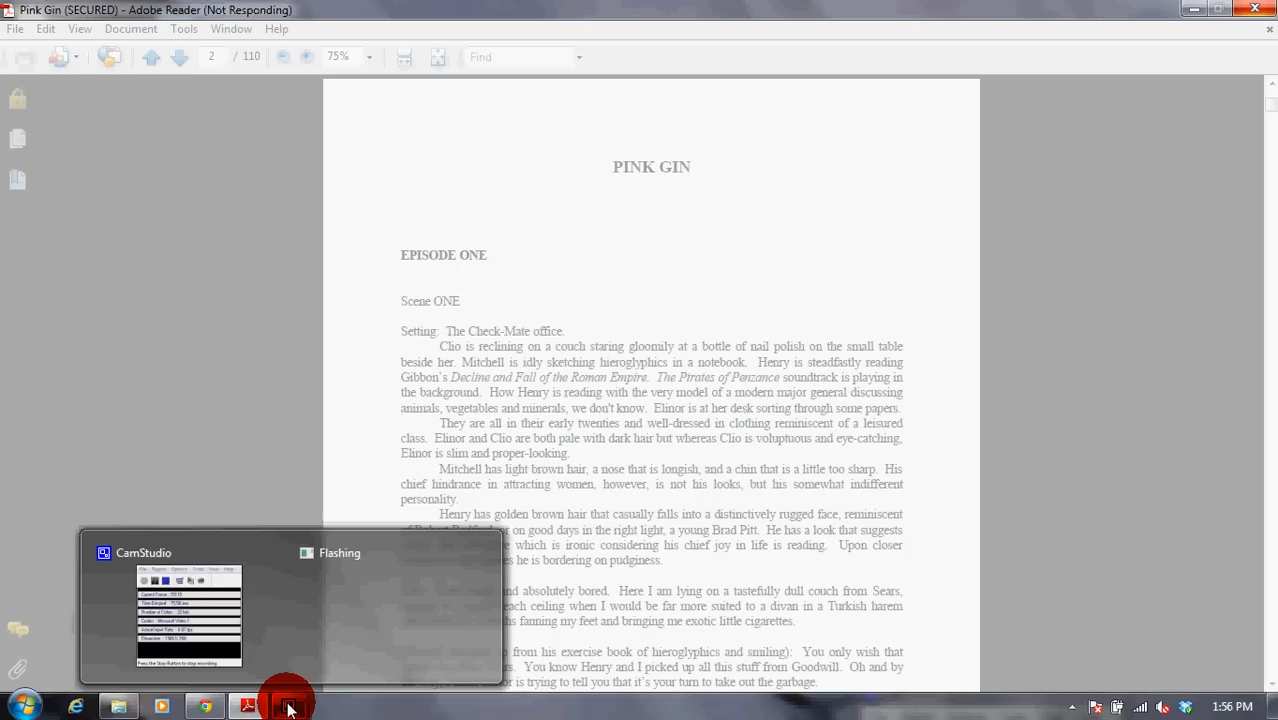 Pink Gin (SECURED) - Adobe Reader (Not Responding)
File Edit View Document Tools Window Help
2 / 110 75% Find
PINK GIN
EPISODE ONE
Scene ONE
Setting: The Check-Mate office.
Clio is reclining on a couch staring gloomily at a bottle of nail polish on the small table
beside her. Mitchell is idly sketching hieroglyphics in a notebook. Henry is steadfastly reading
Gibbon's Decline and Fall of the Roman Empire. The Pirates of Penzance soundtrack is playing in
the background. How Henry is reading with the very model of a modern major general discussing
animals, vegetables and minerals, we don't know. Elinor is at her desk sorting through some papers.
They are all in their early twenties and well-dressed in clothing reminiscent of a leisured
class. Elinor and Clio are both pale with dark hair but whereas Clio is voluptuous and eye-catching,
Elinor is slim and proper-looking.
Mitchell has light brown hair, a nose that is longish, and a chin that is a little too sharp. His
chief hindrance in attracting women, however, is not his looks, but his somewhat indifferent
personality.
Henry has golden brown hair that casually falls into a distinctively rugged face, reminiscent
or on good days in the right light, a young Brad Pitt. He has a look that suggests
which is ironic considering his chief joy in life is reading. Upon closer
he is bordering on pudginess.
CamStudio Flashing
and absolutely bored. Here I am lying on a tastefully dull couch from Sears,
ceiling when I would be far more suited to a divan in a Turkish harem
fanning my feet and bringing me exotic little cigarettes.
from his exercise book of hieroglyphics and smiling): You only wish that
You know Henry and I picked up all this stuff from Goodwill. Oh and by
is trying to tell you that it's your turn to take out the garbage.
Press the Stop Button to stop recording
1:56 PM